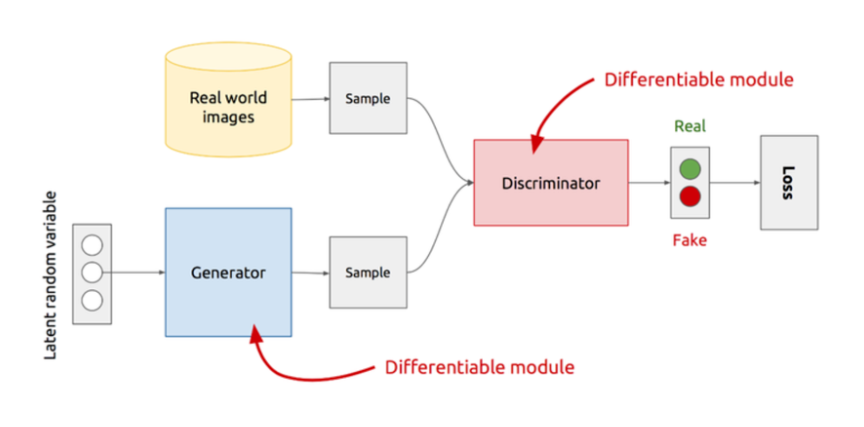 Differentiable module
Real world
images
Sample
Real
Discriminator
Loss
Fake
Latent random variable
Generator
Sample
Differentiable module